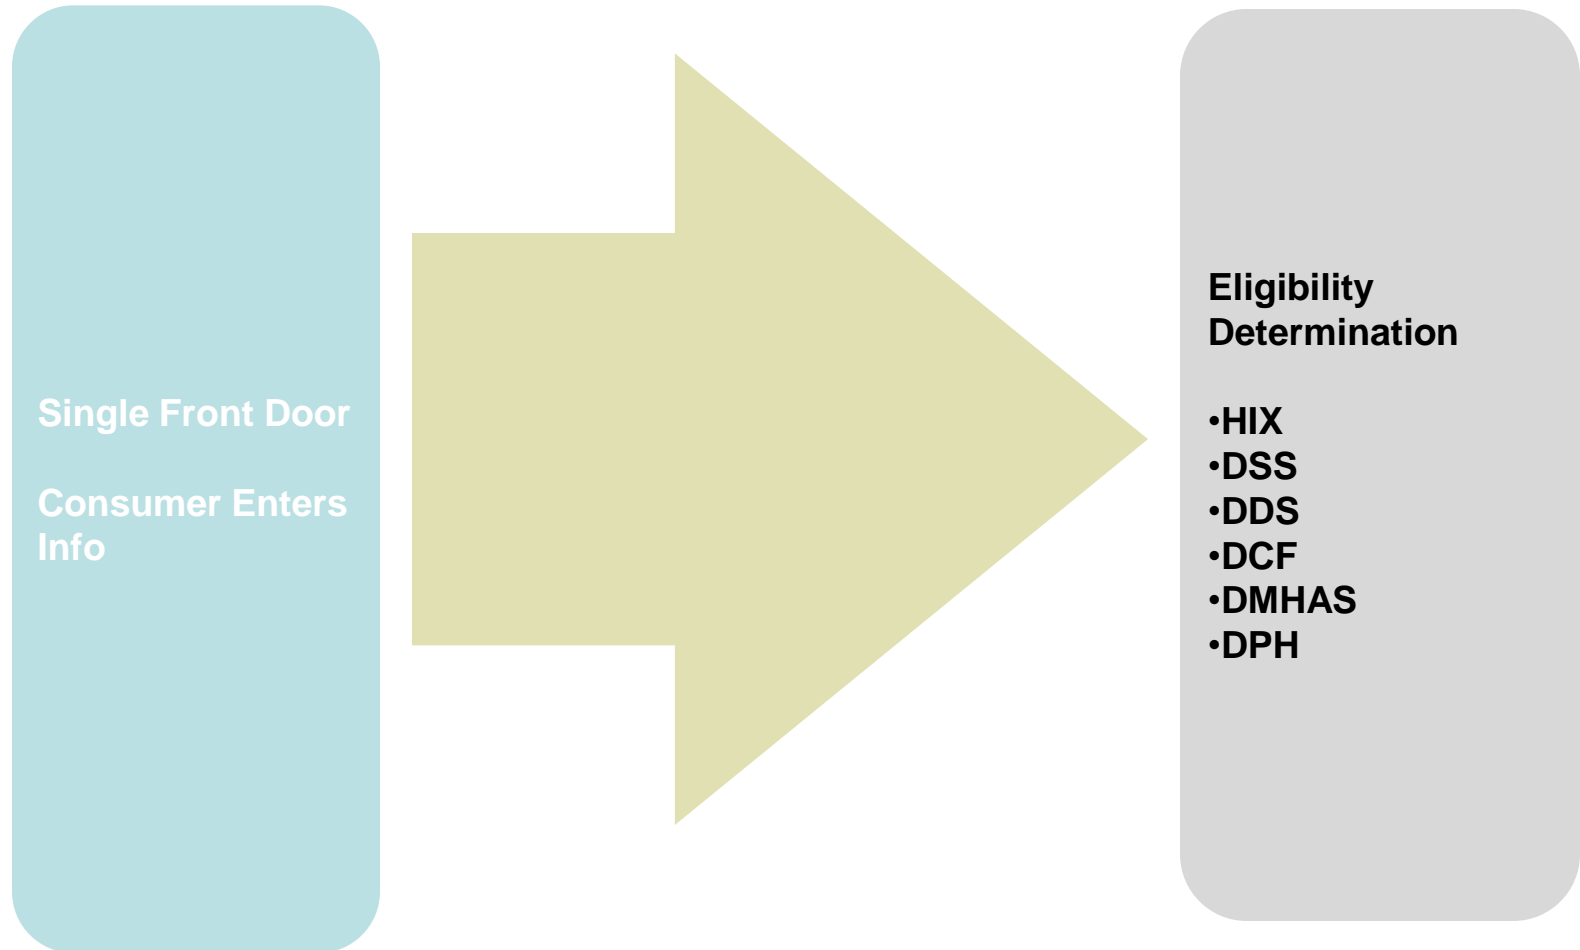 Single Front Door
Consumer Enters
Info
Eligibility
Determination
•HIX
•DSS
•DDS
•DCF
•DMHAS
•DPH